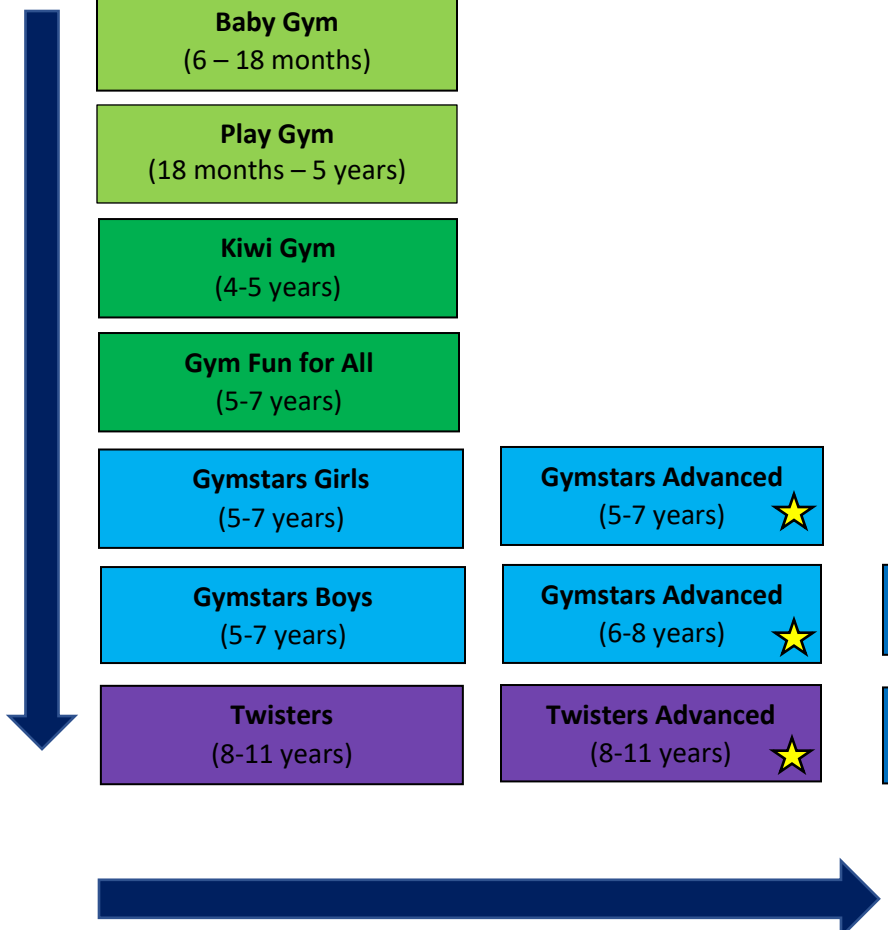 Baby Gym
(6 – 18 months)
Play Gym
(18 months – 5 years)
Kiwi Gym
(4-5 years)
Gym Fun for All
(5-7 years)
Gymstars Girls
(5-7 years)
Gymstars Advanced
(5-7 years)
Gymstars Boys
(5-7 years)
Gymstars Advanced
(6-8 years)
Twisters
(8-11 years)
Twisters Advanced
(8-11 years)